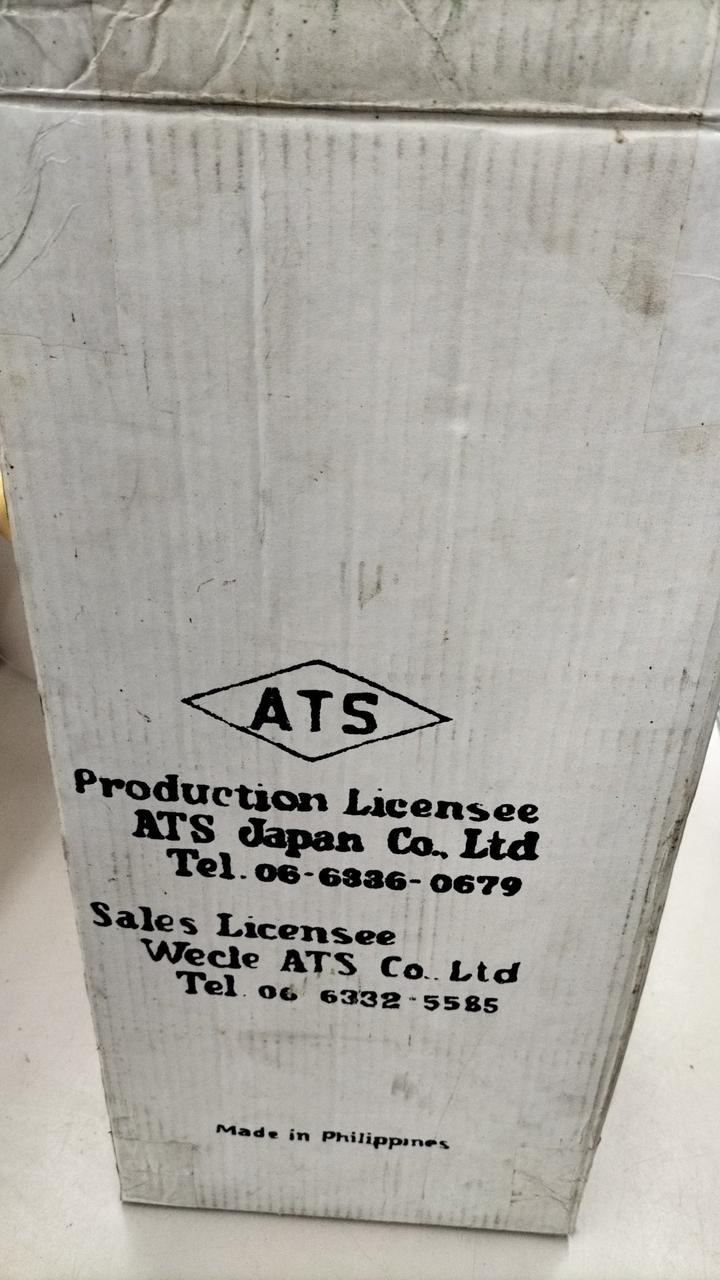 ATS
Production Licensee
ATS Japan Co., Ltd
Tel. 06-6336-0679
Sales Licensee
Wecle ATS Co. Ltd
Tel. 06 6332-5585
Made in Philippines